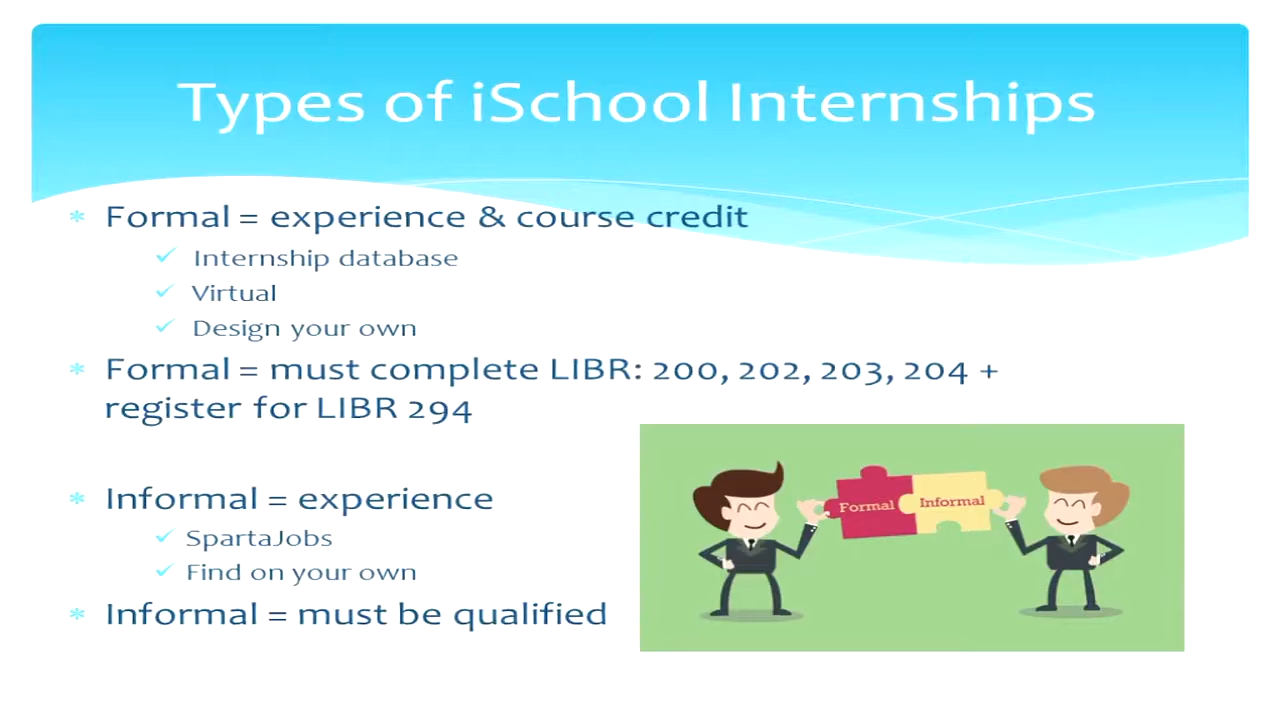 Types of iSchool Internships
Formal = experience & course credit
Internship database
Virtual
Design your own
Formal = must complete LIBR: 200, 202, 203, 204 +
register for LIBR 294
Informal = experience
SpartaJobs
Find on your own
Informal = must be qualified
Formal
Informal